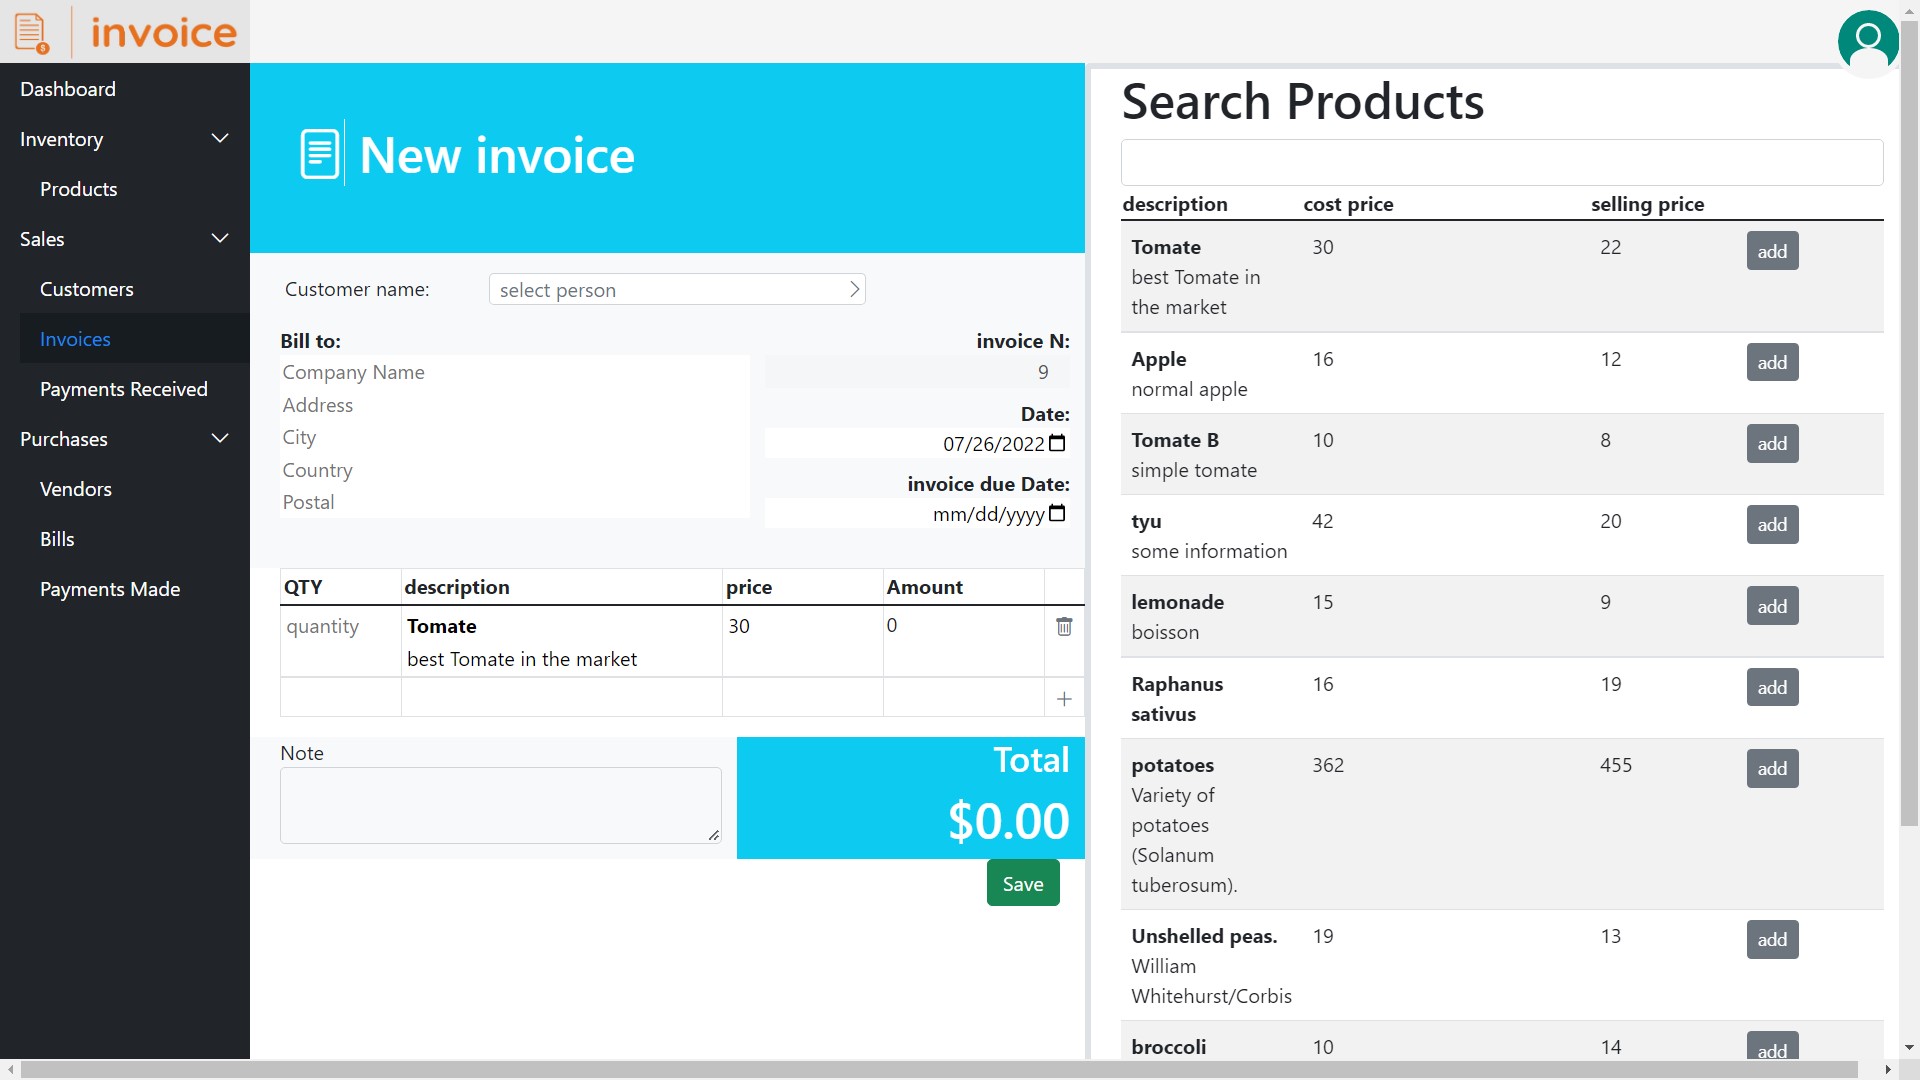 invoice
Dashboard
Inventory
Products
Sales
Customers
Invoices
Payments Received
Purchases
Vendors
Bills
Payments Made
New invoice
Customer name:
select person
Bill to:
Company Name
Address
City
Country
Postal
invoice N:
9
Date:
07/26/2022
invoice due Date:
mm/dd/yyyy
QTY description price Amount
quantity Tomate 30 0
best Tomate in the market
Note
Total
$0.00
Save
Search Products
description cost price selling price
Tomate 30 22 add
best Tomate in
the market
Apple 16 12 add
normal apple
Tomate B 10 8 add
simple tomate
tyu 42 20 add
some information
lemonade 15 9 add
boisson
Raphanus 16 19 add
sativus
potatoes 362 455 add
Variety of
potatoes
(Solanum
tuberosum).
Unshelled peas. 19 13 add
William
Whitehurst/Corbis
broccoli 10 14 add